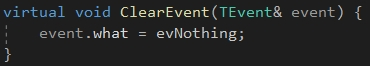 virtual void ClearEvent(TEvent& event) {
    event.what = evNothing;
}